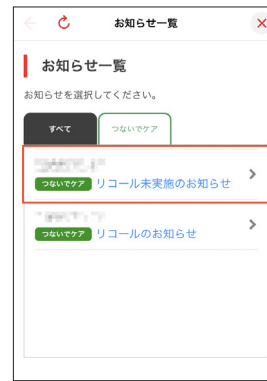 お知らせ一覧
お知らせ一覧
お知らせを選択してください。
すべて
つないでケア
つないでケア リコール未実施のお知らせ
つないでケア リコールのお知らせ